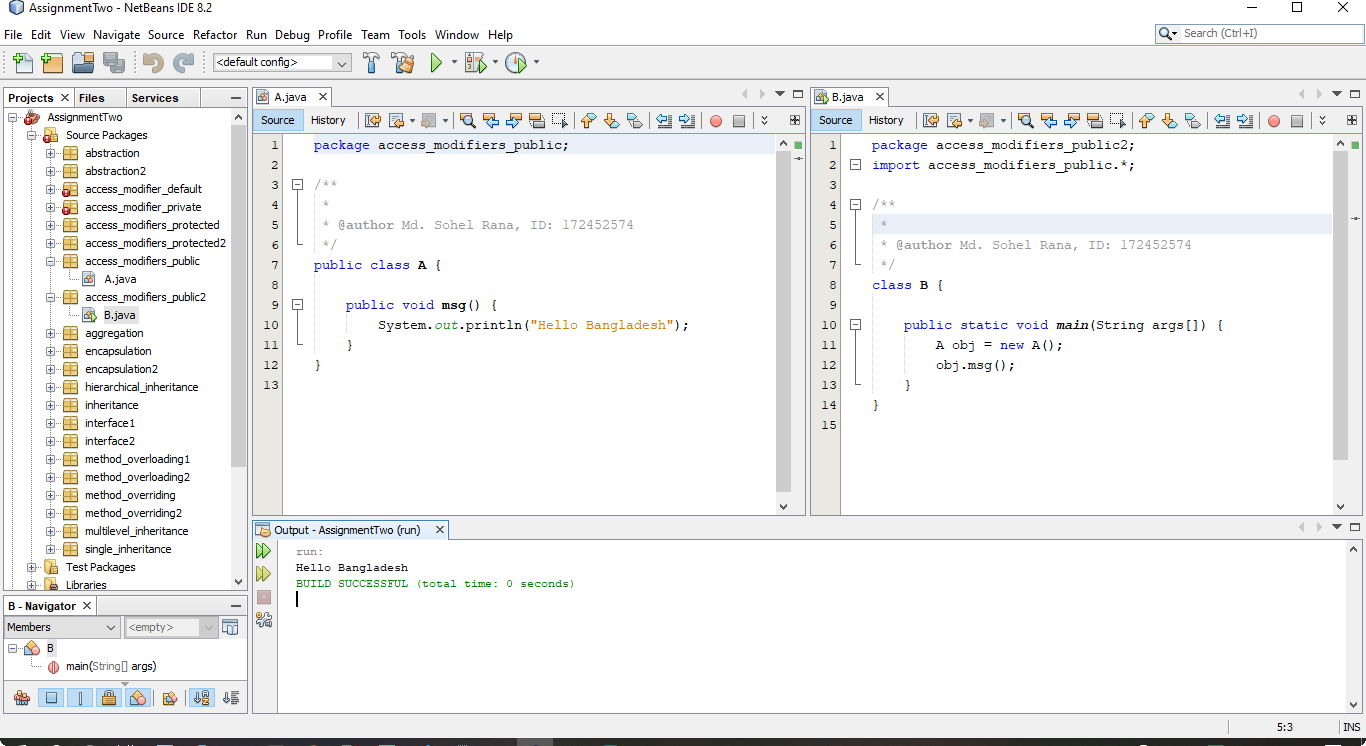 AssignmentTwo - NetBeans IDE 8.2
File Edit View Navigate Source Refactor Run Debug Profile Team Tools Window Help
Search (Ctrl+I)
<default config>
Projects Files Services
AssignmentTwo
Source Packages
abstraction
abstraction2
access_modifier_default
access_modifier_private
access_modifiers_protected
access_modifiers_protected2
access_modifiers_public
A.java
access_modifiers_public2
B.java
aggregation
encapsulation
encapsulation2
hierarchical_inheritance
inheritance
interface1
interface2
method_overloading1
method_overloading2
method_overriding
method_overriding2
multilevel_inheritance
single_inheritance
Test Packages
Libraries
B - Navigator
Members <empty>
B
main(String[] args)
A.java
Source History
1 package access_modifiers_public;
2
3 /**
4 *
5 * @author Md. Sohel Rana, ID: 172452574
6 */
7 public class A {
8
9 public void msg() {
10 System.out.println("Hello Bangladesh");
11 }
12 }
13
B.java
Source History
1 package access_modifiers_public2;
2 import access_modifiers_public.*;
3
4 /**
5 *
6 * @author Md. Sohel Rana, ID: 172452574
7 */
8 class B {
9
10 public static void main(String args[]) {
11 A obj = new A();
12 obj.msg();
13 }
14 }
15
Output - AssignmentTwo (run)
run:
Hello Bangladesh
BUILD SUCCESSFUL (total time: 0 seconds)
5:3 INS